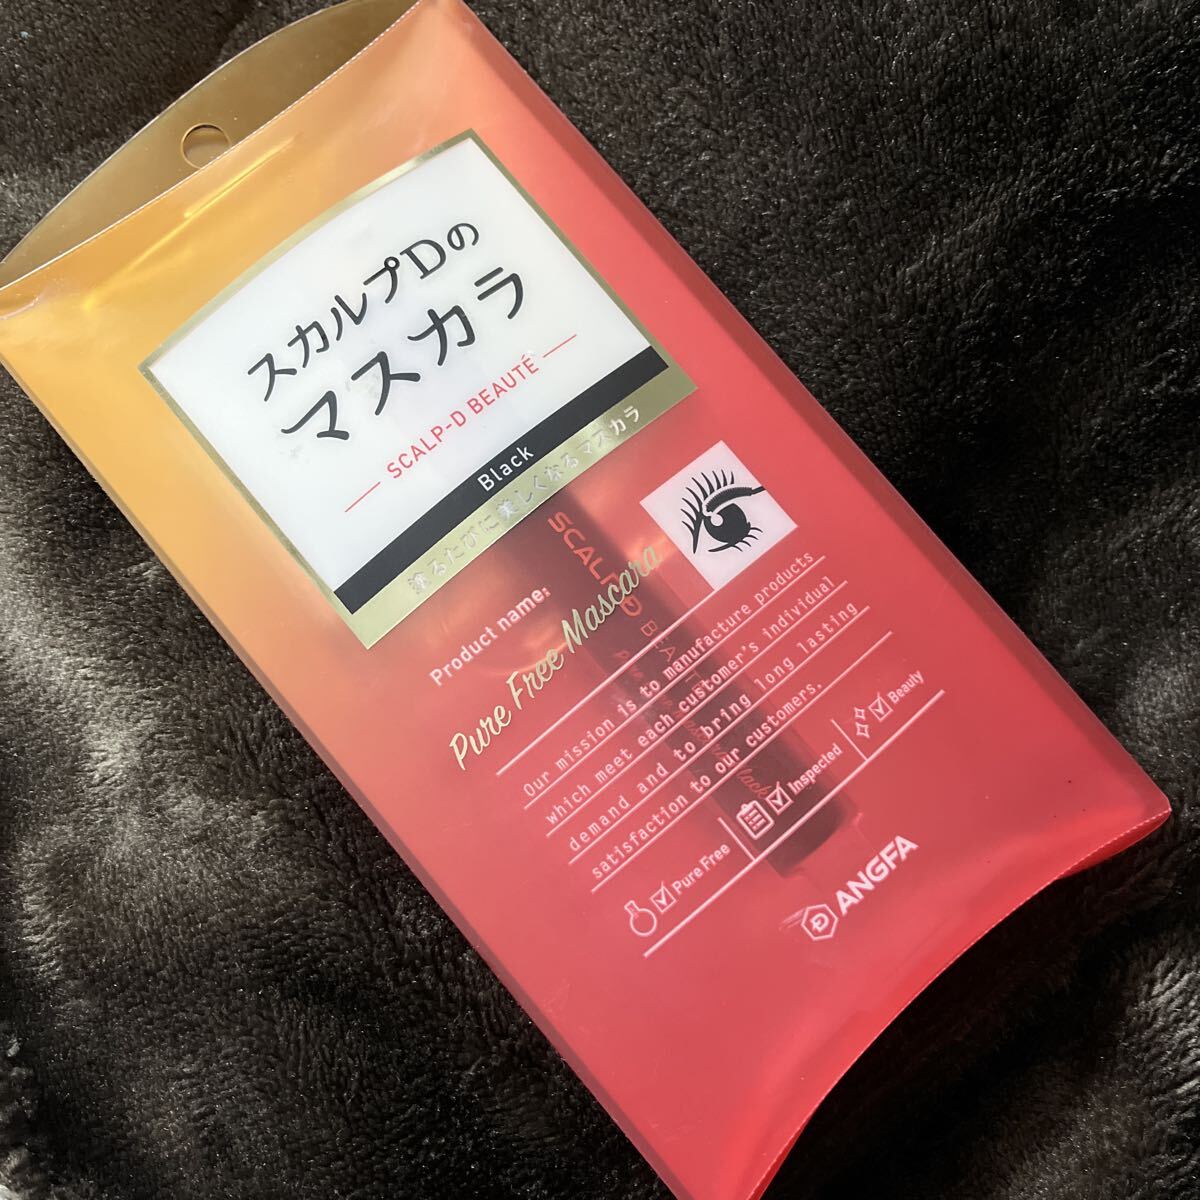 スカルプDの
マスカラ
SCALP-D BEAUTÉ
Black
塗るたびに美しくなるマスカラ
Product name:
Pure Free Mascara
SCALP-D BEA
Our mission is to manufacture products
which meet each customer's individual
demand and to bring long lasting
satisfaction to our customers.
Pure Free
Inspected
Beauty
ANGFA